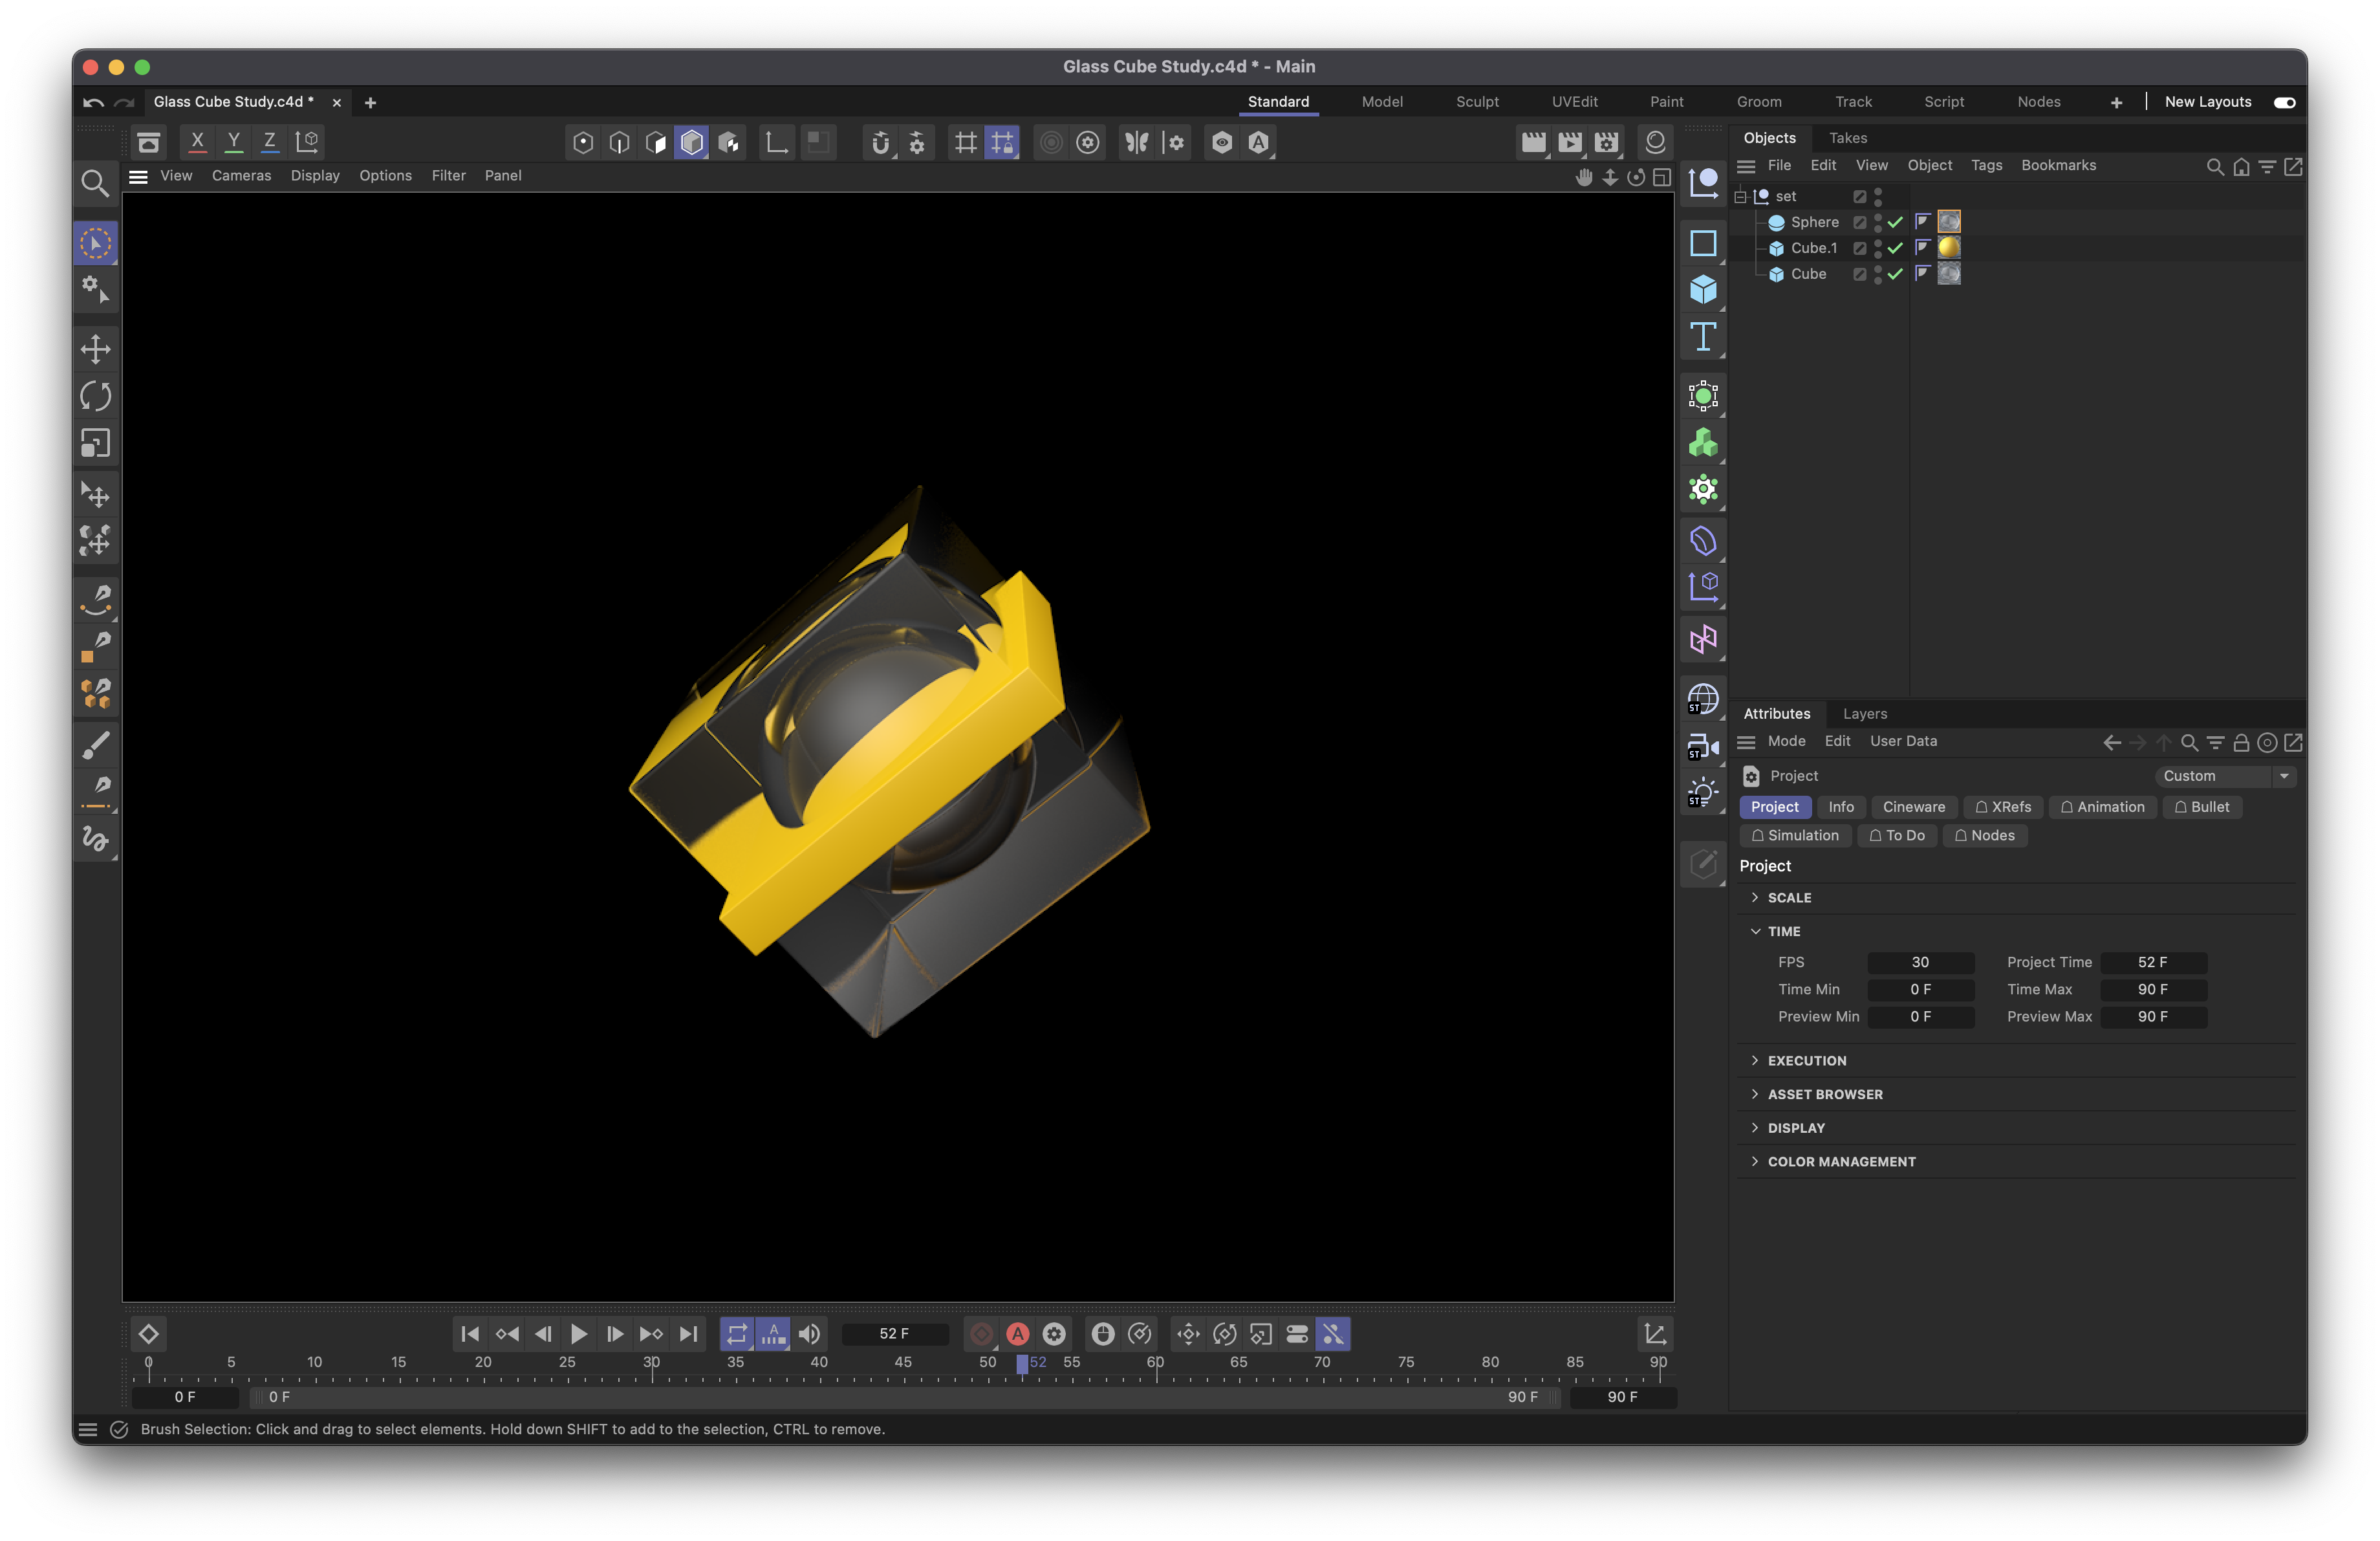 Glass Cube Study.c4d * - Main
Glass Cube Study.c4d * × +
Standard Model Sculpt UVEdit Paint Groom Track Script Nodes + New Layouts
X Y Z
A
View Cameras Display Options Filter Panel
Objects Takes
File Edit View Object Tags Bookmarks
set
Sphere
Cube.1
Cube
T
ST
ST
ST
Attributes Layers
Mode Edit User Data
Project Custom
Project Info Cineware XRefs Animation Bullet
Simulation To Do Nodes
Project
SCALE
TIME
FPS 30 Project Time 52 F
Time Min 0 F Time Max 90 F
Preview Min 0 F Preview Max 90 F
EXECUTION
ASSET BROWSER
DISPLAY
COLOR MANAGEMENT
A 52 F A
0 5 10 15 20 25 30 35 40 45 50 52 55 60 65 70 75 80 85 90
0 F 0 F 90 F 90 F
Brush Selection: Click and drag to select elements. Hold down SHIFT to add to the selection, CTRL to remove.